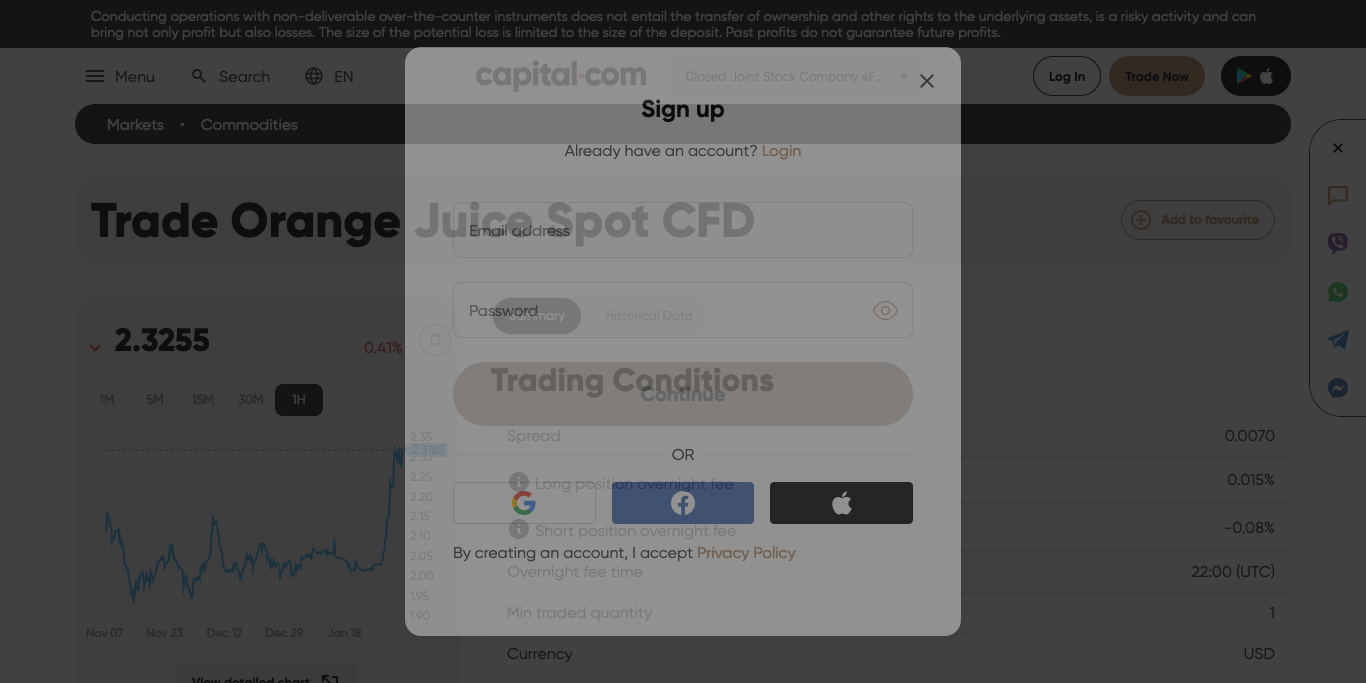 Conducting operations with non-deliverable over-the-counter instruments does not entail the transfer of ownership and other rights to the underlying assets, is a risky activity and can
bring not only profit but also losses. The size of the potential loss is limited to the size of the deposit. Past profits do not guarantee future profits.
Menu
Search
EN
capital.com
Closed Joint Stock Company «F...
Log In
Trade Now
Sign up
Markets • Commodities
Already have an account? Login
Trade Orange Juice Spot CFD
Email address
Add to favourite
Password
Summary
Historical Data
2.3255
0.41%
Trading Conditions
Continue
1M
5M
15M
30M
1H
Spread
0.0070
OR
Long position overnight fee
0.015%
Short position overnight fee
-0.08%
By creating an account, I accept Privacy Policy
Overnight fee time
22:00 (UTC)
Min traded quantity
1
Currency
USD
2.35
2.3185
2.30
2.25
2.20
2.15
2.10
2.05
2.00
1.95
1.90
Nov 07
Nov 23
Dec 12
Dec 29
Jan 18
View detailed chart